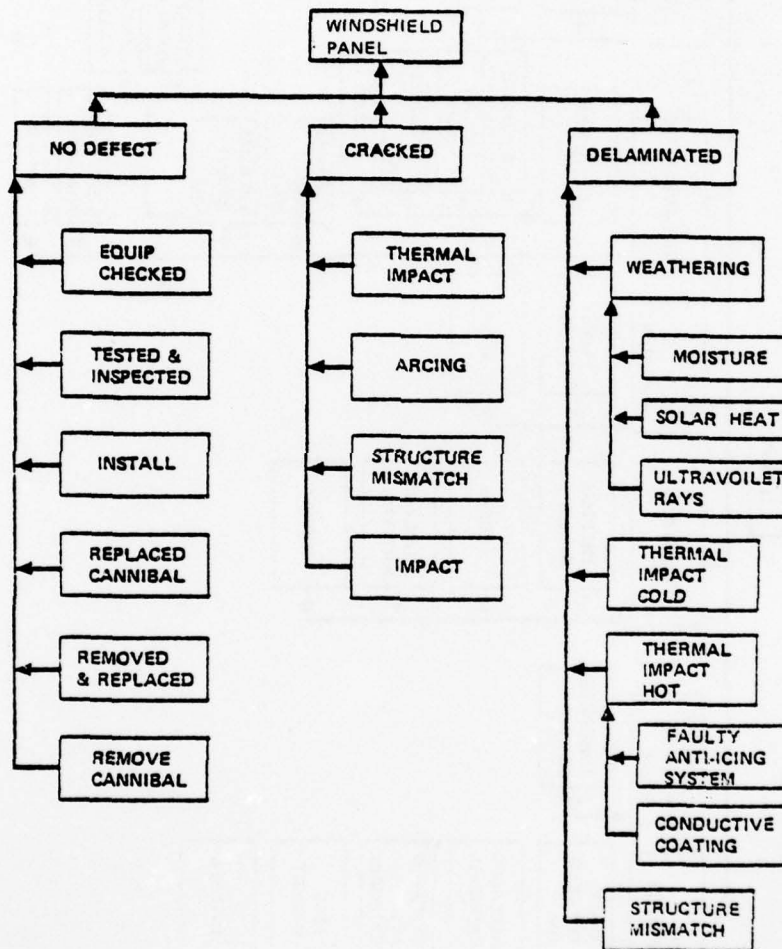 WINDSHIELD
PANEL
NO DEFECT
CRACKED
DELAMINATED
EQUIP
CHECKED
TESTED &
INSPECTED
INSTALL
REPLACED
CANNIBAL
REMOVED
& REPLACED
REMOVE
CANNIBAL
THERMAL
IMPACT
ARCING
STRUCTURE
MISMATCH
IMPACT
WEATHERING
MOISTURE
SOLAR HEAT
ULTRAVOILET
RAYS
THERMAL
IMPACT
COLD
THERMAL
IMPACT
HOT
FAULTY
ANTI-ICING
SYSTEM
CONDUCTIVE
COATING
STRUCTURE
MISMATCH